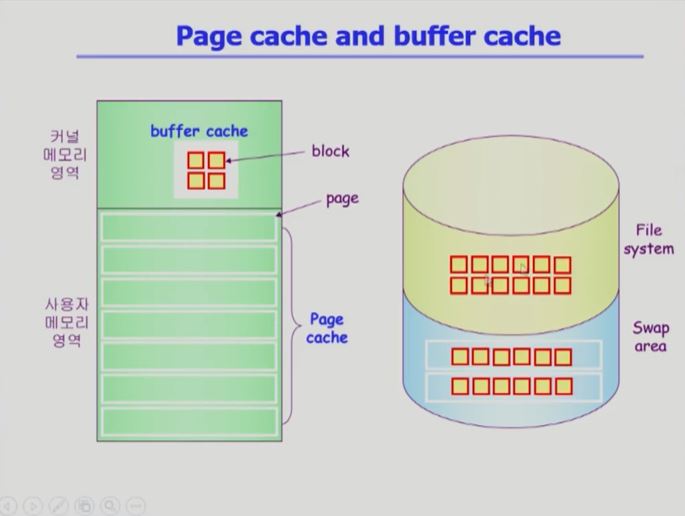 Page cache and buffer cache
커널
메모리
영역
buffer cache
block
page
사용자
메모리
영역
Page
cache
File
system
Swap
area